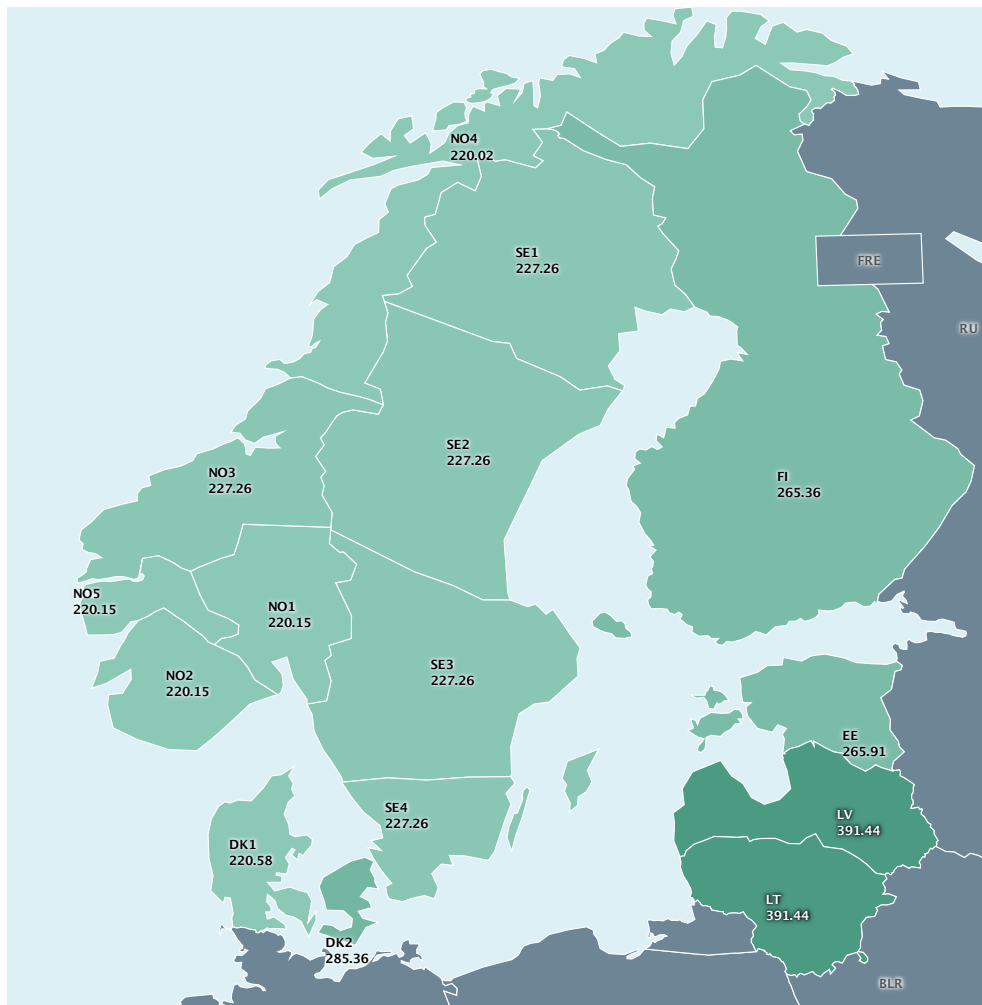 NO4
220.02
SE1
227.26
FRE
RU
SE2
227.26
NO3
227.26
FI
265.36
NO5
220.15
NO1
220.15
NO2
220.15
SE3
227.26
EE
265.91
SE4
227.26
LV
391.44
DK1
220.58
LT
391.44
DK2
285.36
BLR